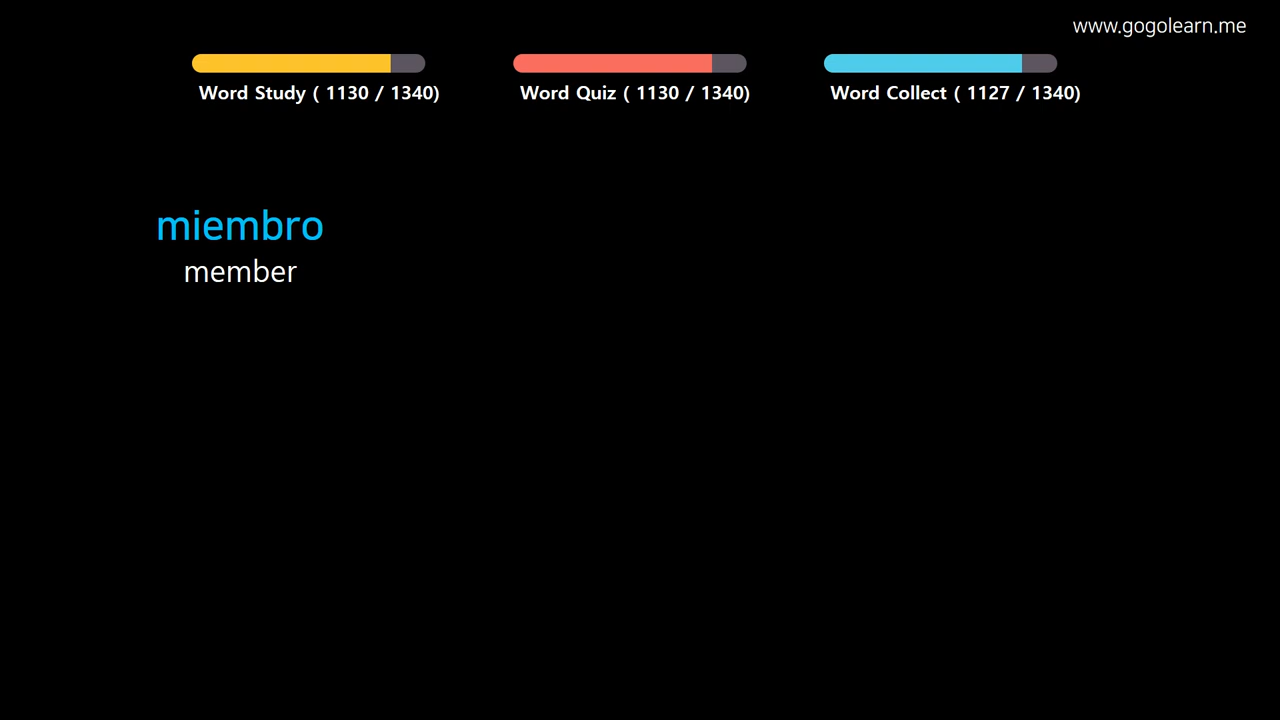 www.gogolearn.me
Word Study ( 1130 / 1340)
Word Quiz ( 1130 / 1340)
Word Collect ( 1127 / 1340)
miembro
member